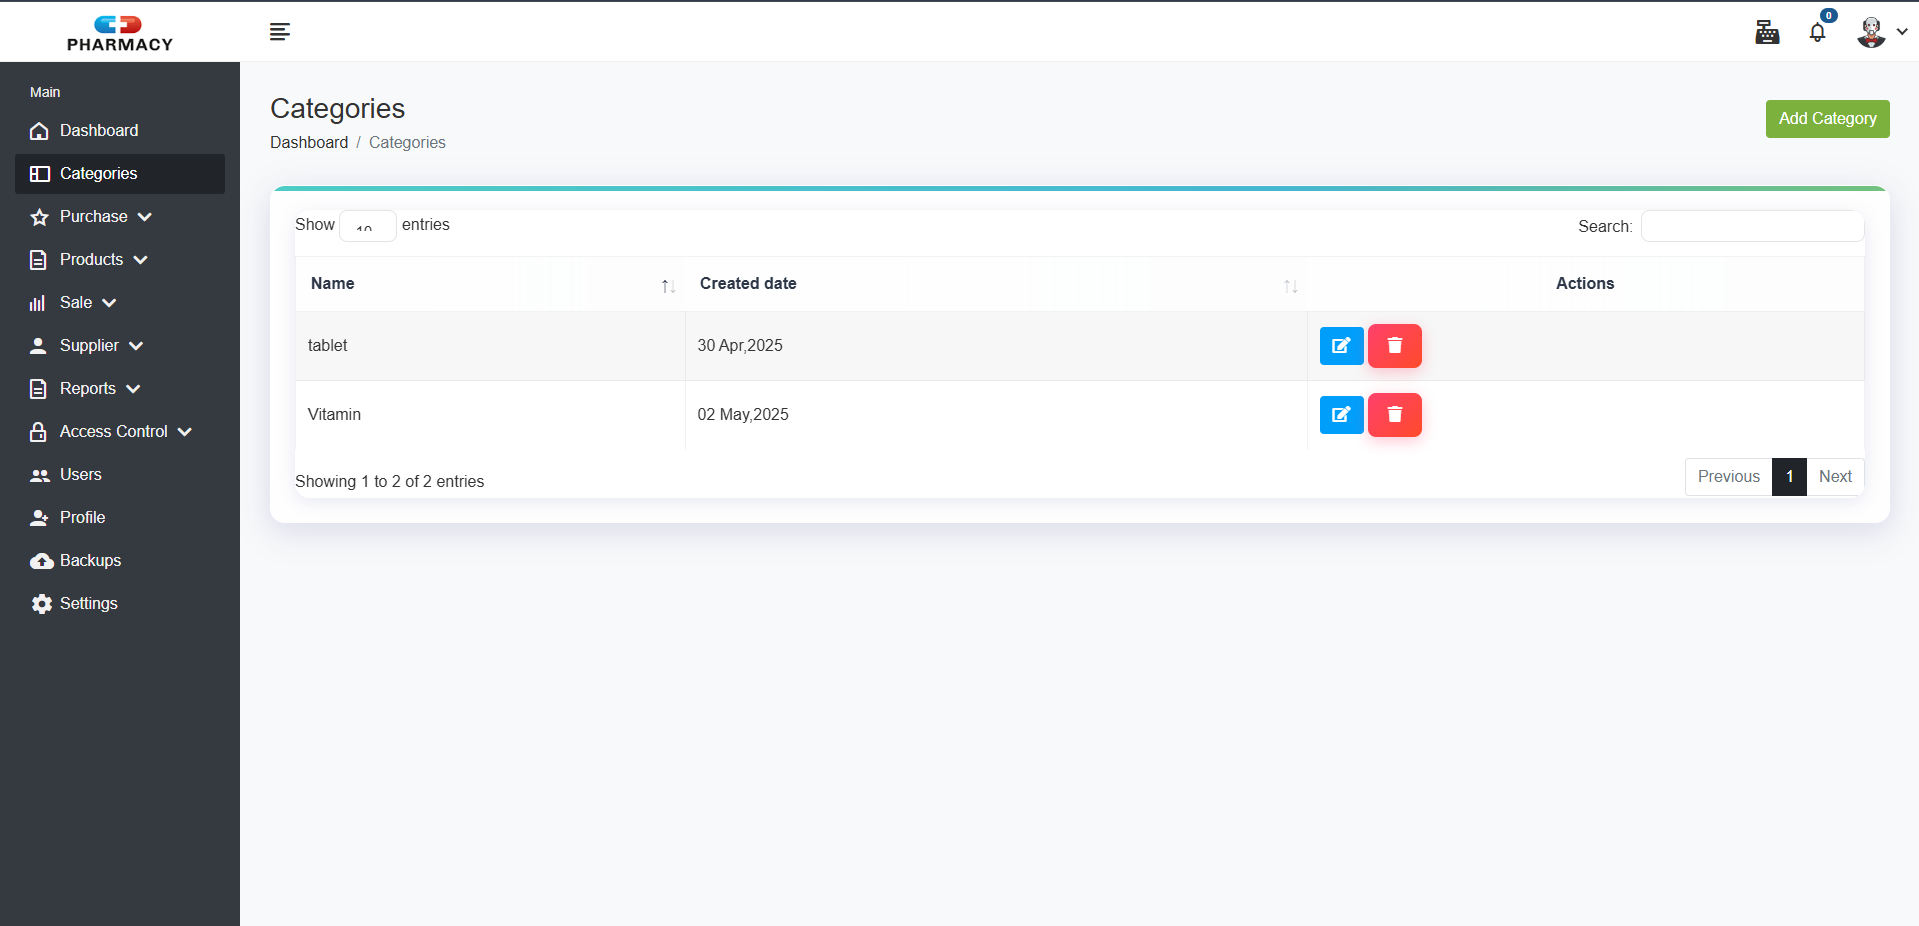 PHARMACY
0
Main
Dashboard
Categories
Purchase
Products
Sale
Supplier
Reports
Access Control
Users
Profile
Backups
Settings
Categories
Dashboard / Categories
Add Category
Show 10 entries
Search:
Name Created date Actions
tablet 30 Apr,2025
Vitamin 02 May,2025
Showing 1 to 2 of 2 entries
Previous 1 Next